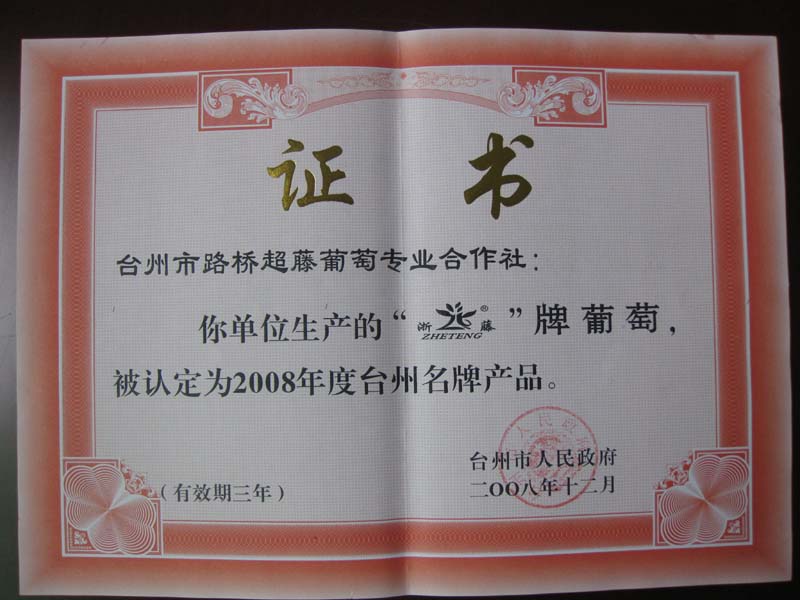 证书
台州市路桥超藤葡萄专业合作社：
你单位生产的“浙藤®ZHETENG”牌葡萄，
被认定为2008年度台州名牌产品。
台州市人民政府
（有效期三年）
二〇〇八年十二月